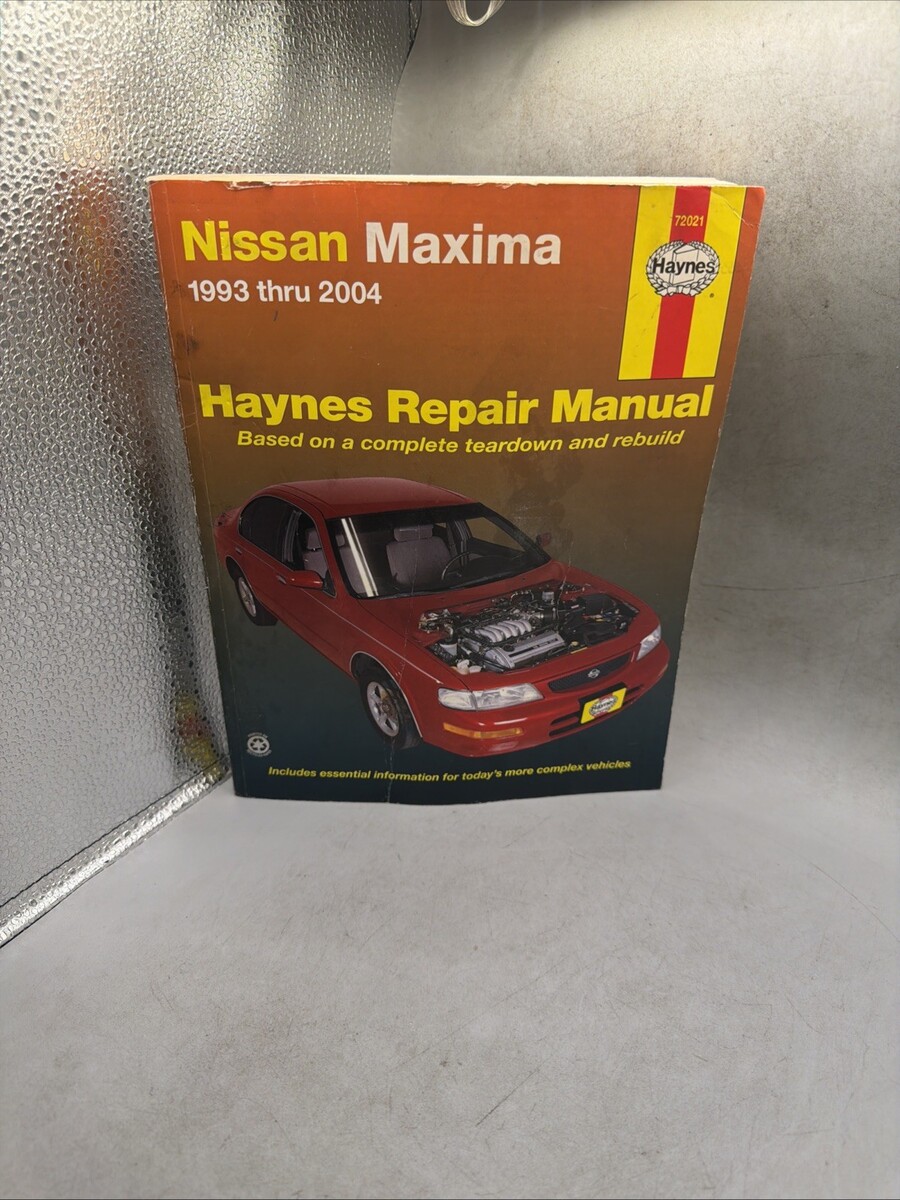 Nissan Maxima
1993 thru 2004
72021
Haynes
Haynes Repair Manual
Based on a complete teardown and rebuild
Haynes
Includes essential information for today's more complex vehicles